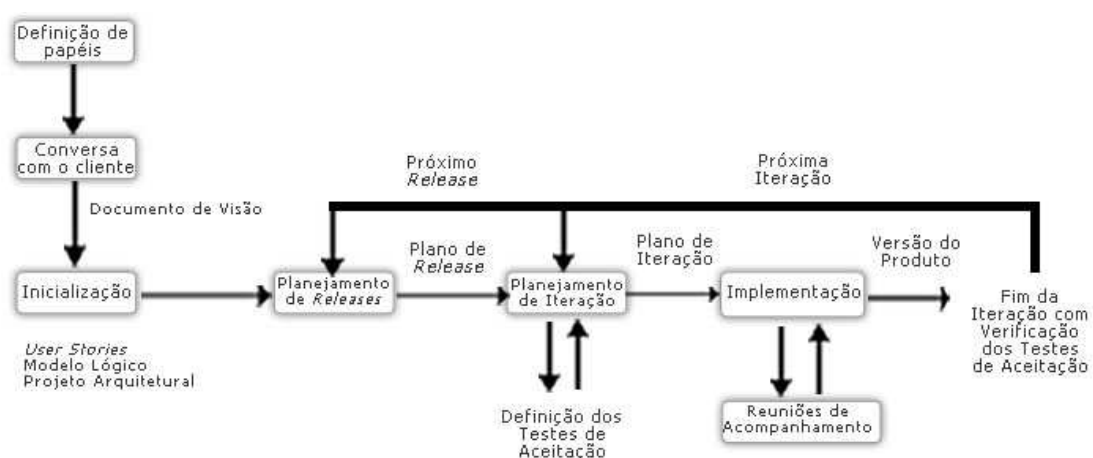 Definição de
papéis
Conversa
com o cliente
Documento de Visão
Inicialização
User Stories
Modelo Lógico
Projeto Arquitetural
Próximo
Release
Próxima
Iteração
Planejamento
de Releases
Plano de
Release
Planejamento
de Iteração
Plano de
Iteração
Implementação
Versão do
Produto
Fim da
Iteração com
Verificação
dos Testes
de Aceitação
Definição dos
Testes de
Aceitação
Reuniões de
Acompanhamento